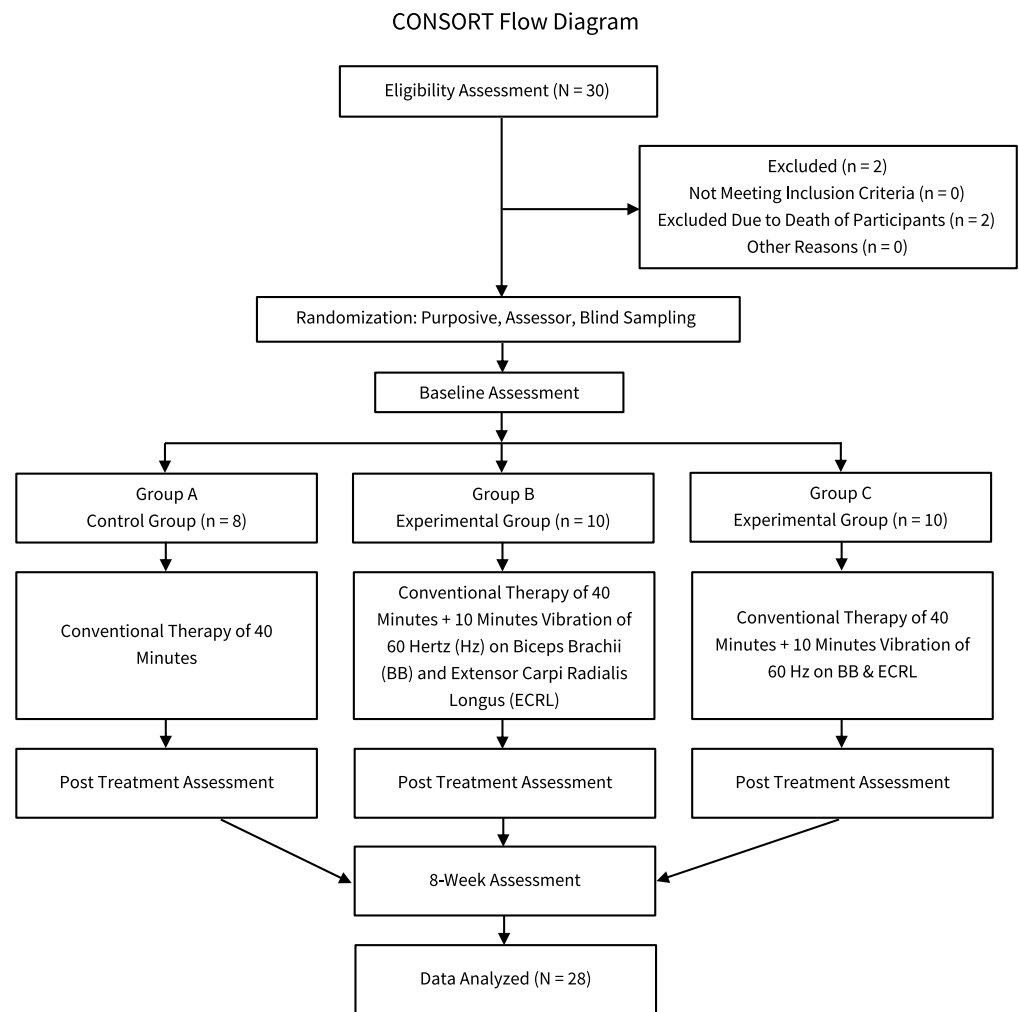 CONSORT Flow Diagram
Eligibility Assessment (N = 30)
Excluded (n = 2)
Not Meeting Inclusion Criteria (n = 0)
Excluded Due to Death of Participants (n = 2)
Other Reasons (n = 0)
Randomization: Purposive, Assessor, Blind Sampling
Baseline Assessment
Group A
Control Group (n = 8)
Group B
Experimental Group (n = 10)
Group C
Experimental Group (n = 10)
Conventional Therapy of 40
Minutes
Conventional Therapy of 40
Minutes + 10 Minutes Vibration of
60 Hertz (Hz) on Biceps Brachii
(BB) and Extensor Carpi Radialis
Longus (ECRL)
Conventional Therapy of 40
Minutes + 10 Minutes Vibration of
60 Hz on BB & ECRL
Post Treatment Assessment
Post Treatment Assessment
Post Treatment Assessment
8-Week Assessment
Data Analyzed (N = 28)